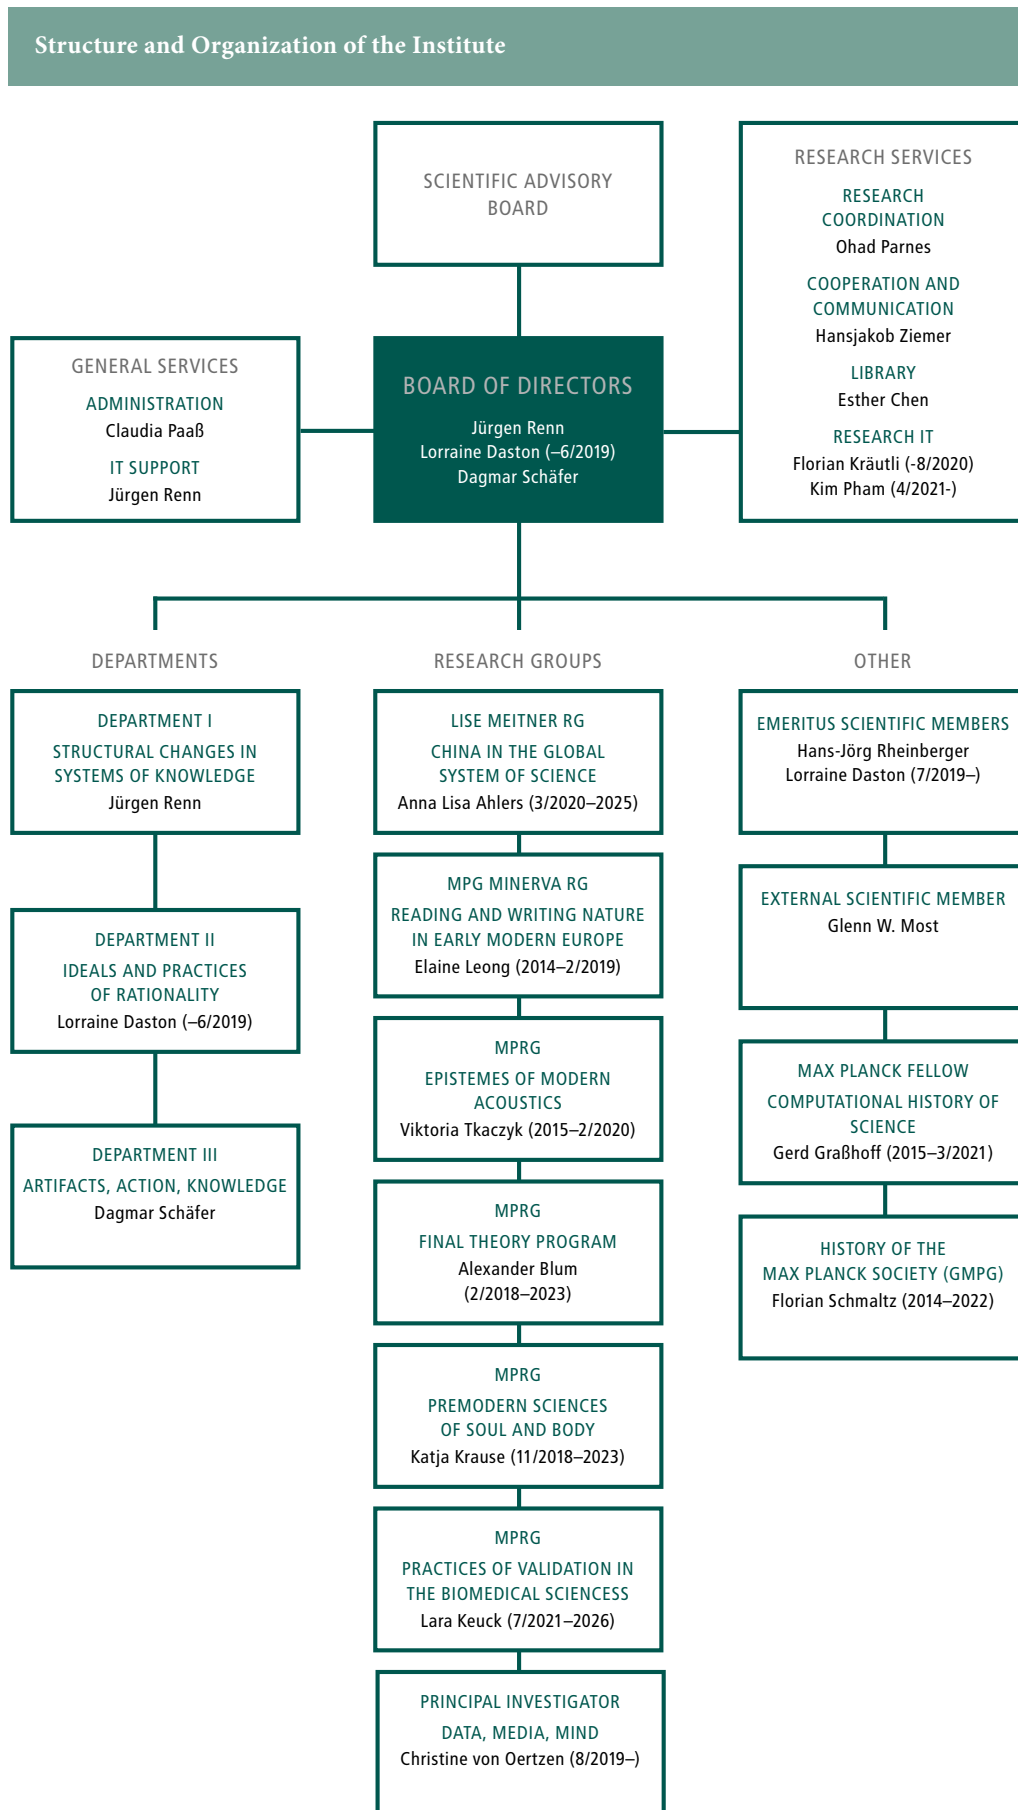 Structure and Organization of the Institute
SCIENTIFIC ADVISORY
BOARD
RESEARCH SERVICES
RESEARCH
COORDINATION
Ohad Parnes
COOPERATION AND
COMMUNICATION
Hansjakob Ziemer
LIBRARY
Esther Chen
RESEARCH IT
Florian Kräutli (-8/2020)
Kim Pham (4/2021-)
GENERAL SERVICES
ADMINISTRATION
Claudia Paaß
IT SUPPORT
Jürgen Renn
BOARD OF DIRECTORS
Jürgen Renn
Lorraine Daston (–6/2019)
Dagmar Schäfer
DEPARTMENTS
DEPARTMENT I
STRUCTURAL CHANGES IN
SYSTEMS OF KNOWLEDGE
Jürgen Renn
DEPARTMENT II
IDEALS AND PRACTICES
OF RATIONALITY
Lorraine Daston (–6/2019)
DEPARTMENT III
ARTIFACTS, ACTION, KNOWLEDGE
Dagmar Schäfer
RESEARCH GROUPS
LISE MEITNER RG
CHINA IN THE GLOBAL
SYSTEM OF SCIENCE
Anna Lisa Ahlers (3/2020–2025)
MPG MINERVA RG
READING AND WRITING NATURE
IN EARLY MODERN EUROPE
Elaine Leong (2014–2/2019)
MPRG
EPISTEMES OF MODERN
ACOUSTICS
Viktoria Tkaczyk (2015–2/2020)
MPRG
FINAL THEORY PROGRAM
Alexander Blum
(2/2018–2023)
MPRG
PREMODERN SCIENCES
OF SOUL AND BODY
Katja Krause (11/2018–2023)
MPRG
PRACTICES OF VALIDATION IN
THE BIOMEDICAL SCIENCESS
Lara Keuck (7/2021–2026)
PRINCIPAL INVESTIGATOR
DATA, MEDIA, MIND
Christine von Oertzen (8/2019–)
OTHER
EMERITUS SCIENTIFIC MEMBERS
Hans-Jörg Rheinberger
Lorraine Daston (7/2019–)
EXTERNAL SCIENTIFIC MEMBER
Glenn W. Most
MAX PLANCK FELLOW
COMPUTATIONAL HISTORY OF
SCIENCE
Gerd Graßhoff (2015–3/2021)
HISTORY OF THE
MAX PLANCK SOCIETY (GMPG)
Florian Schmaltz (2014–2022)